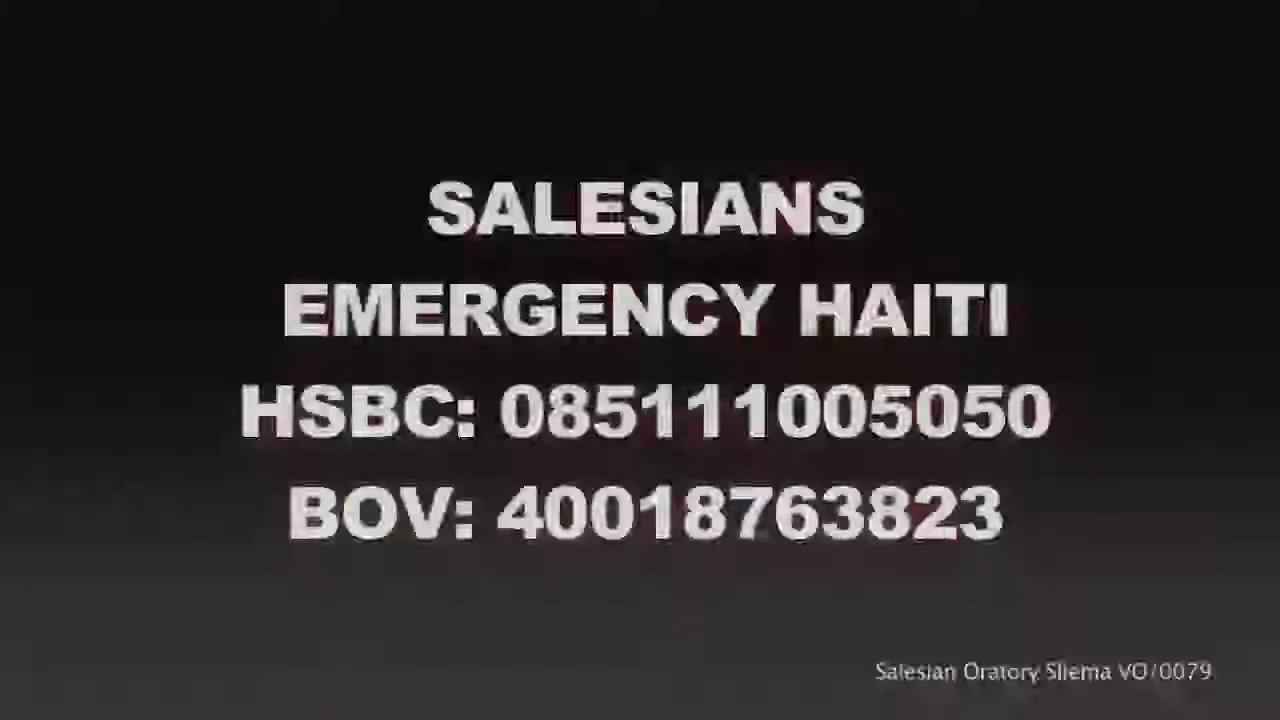 SALESIANS
EMERGENCY HAITI
HSBC: 085111005050
BOV: 40018763823
Salesian Oratory Sliema VO/0079